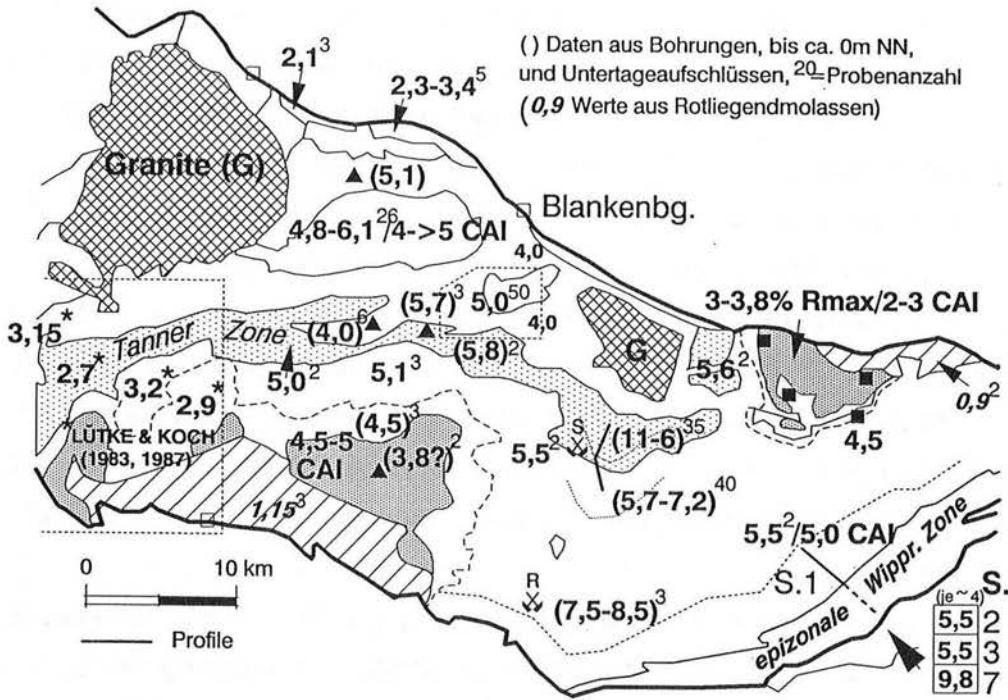 2,1³
2,3-3,4⁵
( ) Daten aus Bohrungen, bis ca. 0m NN,
und Untertageaufschlüssen, ²⁰=Probenanzahl
(0,9 Werte aus Rotliegendmolassen)
Granite (G)
(5,1)
Blankenbg.
4,8-6,1²⁶/4->5 CAI
4,0
3,15*
Tanner
Zone
(4,0)⁶
(5,7)³
5,0⁵⁰
4,0
3-3,8% Rmax/2-3 CAI
G
2,7*
3,2*
2,9*
5,0²
5,1³
(5,8)²
5,6²
0,9²
*
LÜTKE & KOCH
(1983, 1987)
4,5-5
CAI
(4,5)³
(3,8?)²
5,5²
S
(11-6)³⁵
4,5
1,15³
(5,7-7,2)⁴⁰
5,5²/5,0 CAI
0
10 km
Profile
R
(7,5-8,5)³
S.1
epizonale
Wippr. Zone
(je~4)
S.
5,5 2
5,5 3
9,8 7